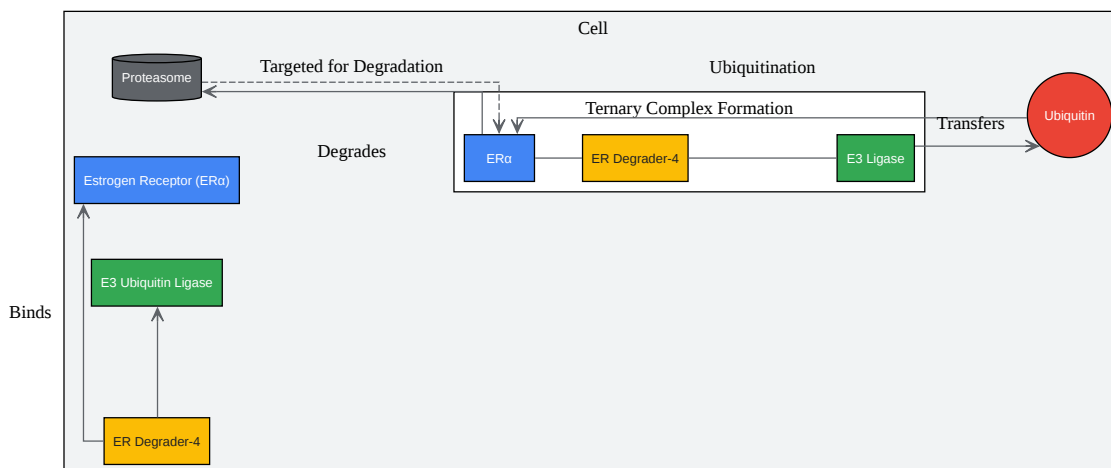 Cell
Targeted for Degradation
Ubiquitination
Proteasome
Ternary Complex Formation
Ubiquitin
Transfers
Degrades
ERα
ER Degrader-4
E3 Ligase
Estrogen Receptor (ERα)
E3 Ubiquitin Ligase
Binds
ER Degrader-4